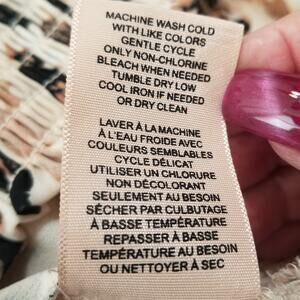 MACHINE WASH COLD
WITH LIKE COLORS
GENTLE CYCLE
ONLY NON-CHLORINE
BLEACH WHEN NEEDED
TUMBLE DRY LOW
COOL IRON IF NEEDED
OR DRY CLEAN
LAVER À LA MACHINE
À L'EAU FROIDE AVEC
COULEURS SEMBLABLES
CYCLE DÉLICAT
UTILISER UN CHLORURE
NON DÉCOLORANT
SEULEMENT AU BESOIN
SÉCHER PAR CULBUTAGE
À BASSE TEMPÉRATURE
REPASSER À BASSE
TEMPÉRATURE AU BESOIN
OU NETTOYER À SEC